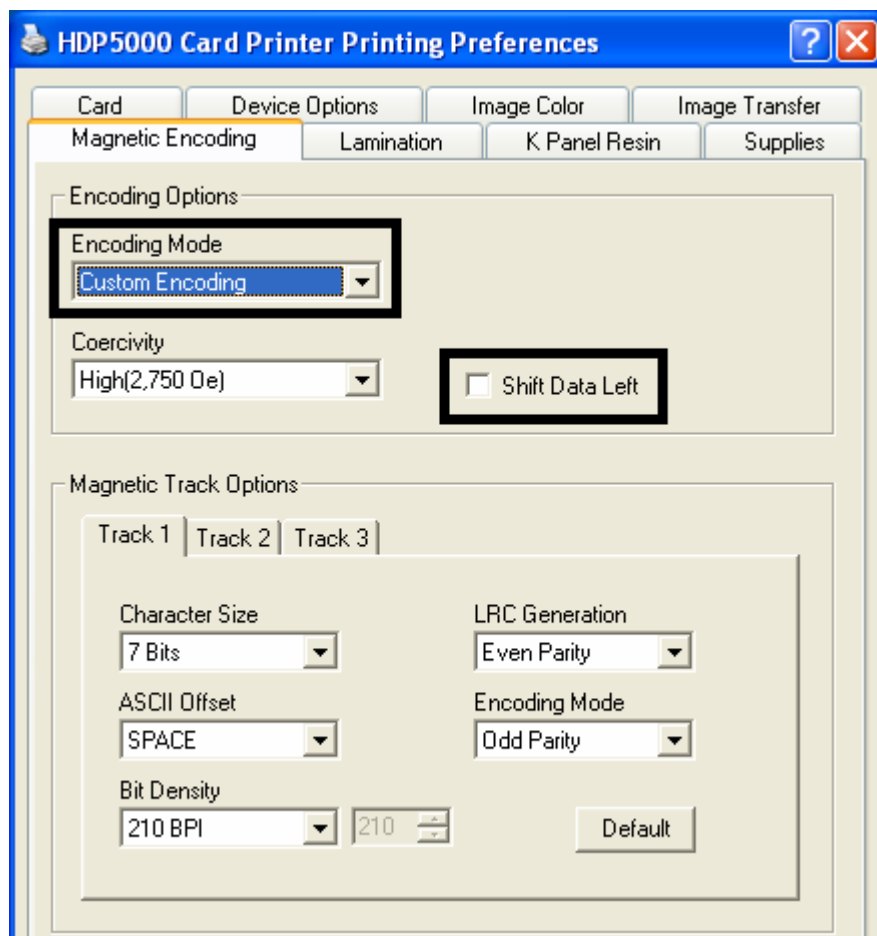 HDP5000 Card Printer Printing Preferences
Card Device Options Image Color Image Transfer
Magnetic Encoding Lamination K Panel Resin Supplies
Encoding Options
Encoding Mode
Custom Encoding
Coercivity
High(2,750 Oe)
Shift Data Left
Magnetic Track Options
Track 1 Track 2 Track 3
Character Size LRC Generation
7 Bits Even Parity
ASCII Offset Encoding Mode
SPACE Odd Parity
Bit Density
210 BPI 210 Default